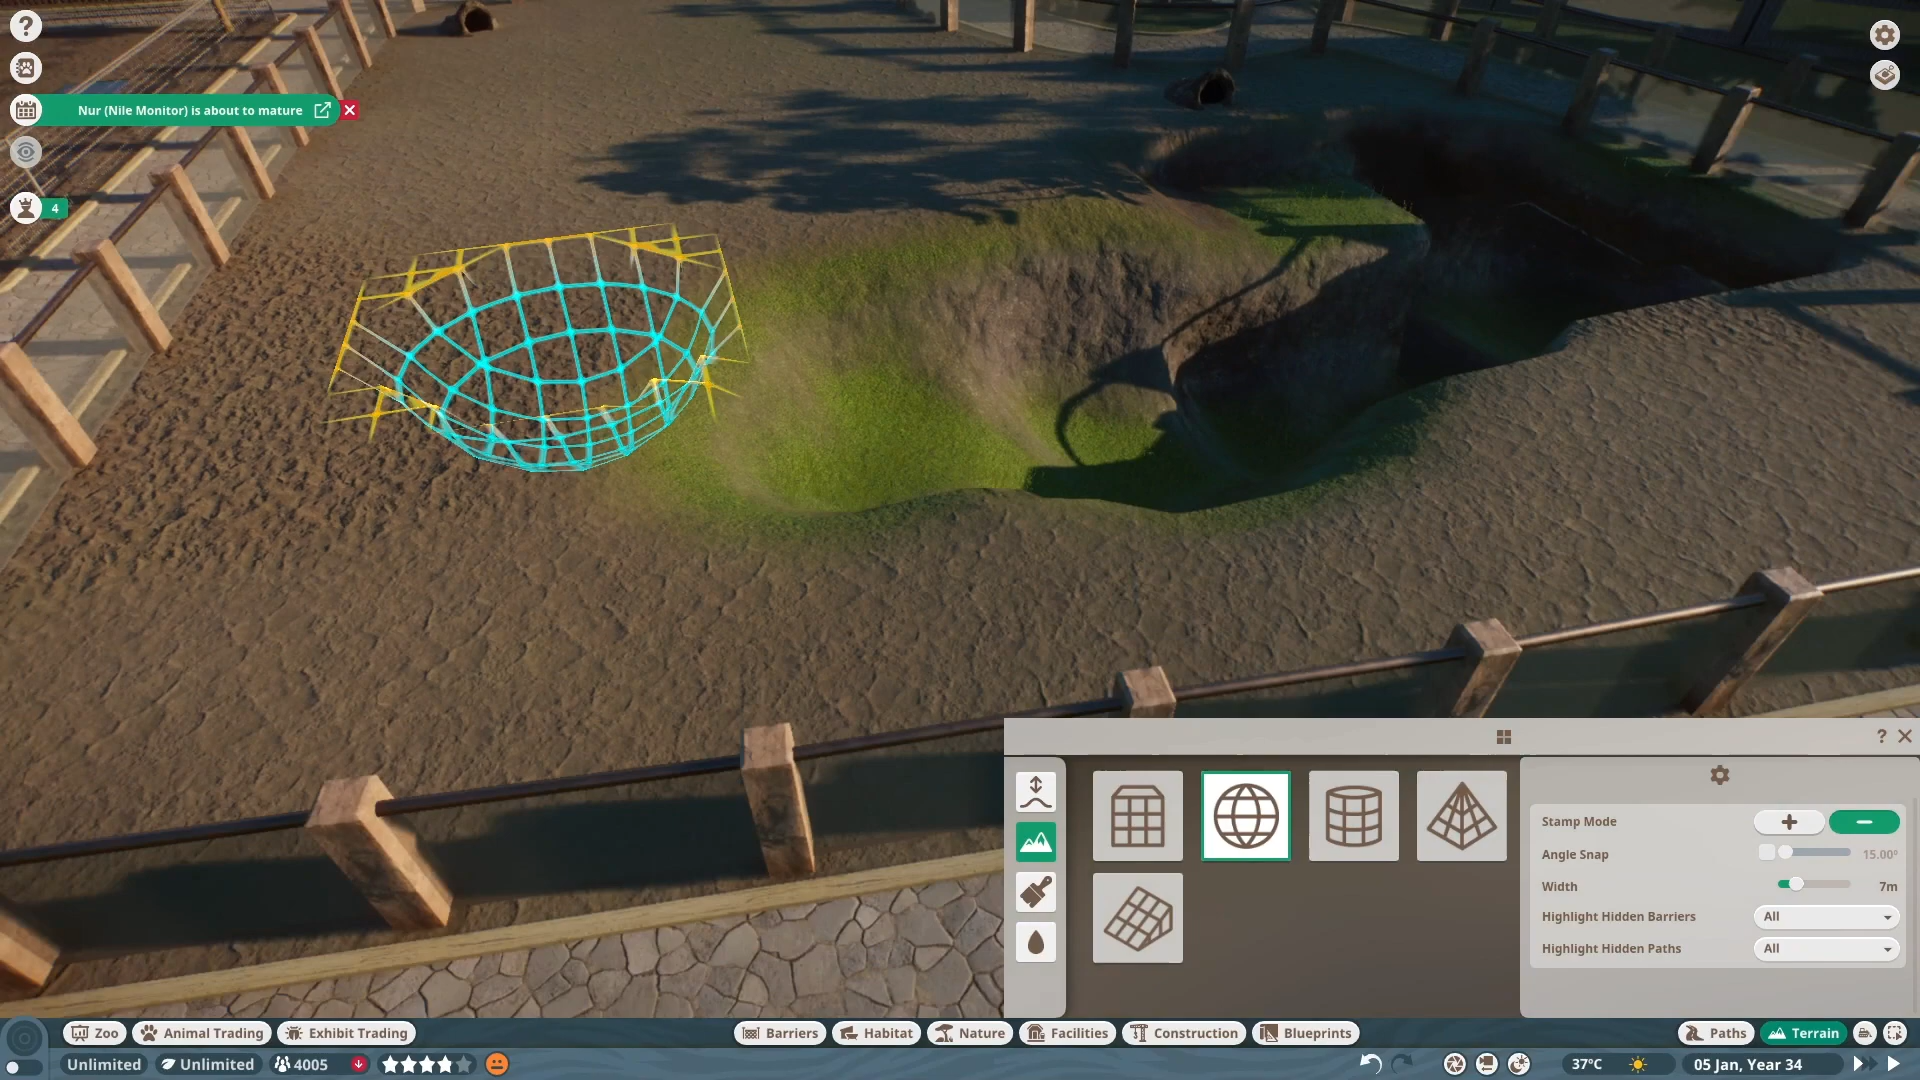 ?
Nur (Nile Monitor) is about to mature
4
?
Stamp Mode
Angle Snap 15.00°
Width 7m
Highlight Hidden Barriers All
Highlight Hidden Paths All
Zoo Animal Trading Exhibit Trading Barriers Habitat Nature Facilities Construction Blueprints Paths Terrain
Unlimited Unlimited 4005 37°C 05 Jan, Year 34